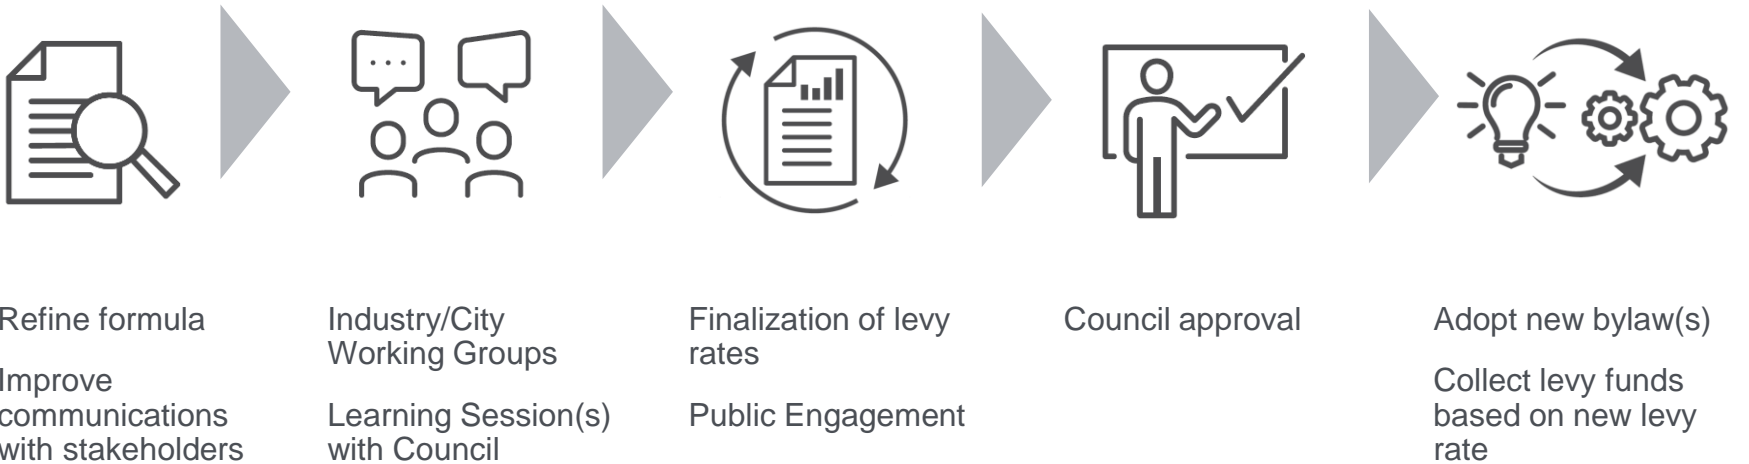 Refine formula
Improve
communications
with stakeholders
Industry/City
Working Groups
Learning Session(s)
with Council
Finalization of levy
rates
Public Engagement
Council approval
Adopt new bylaw(s)
Collect levy funds
based on new levy
rate